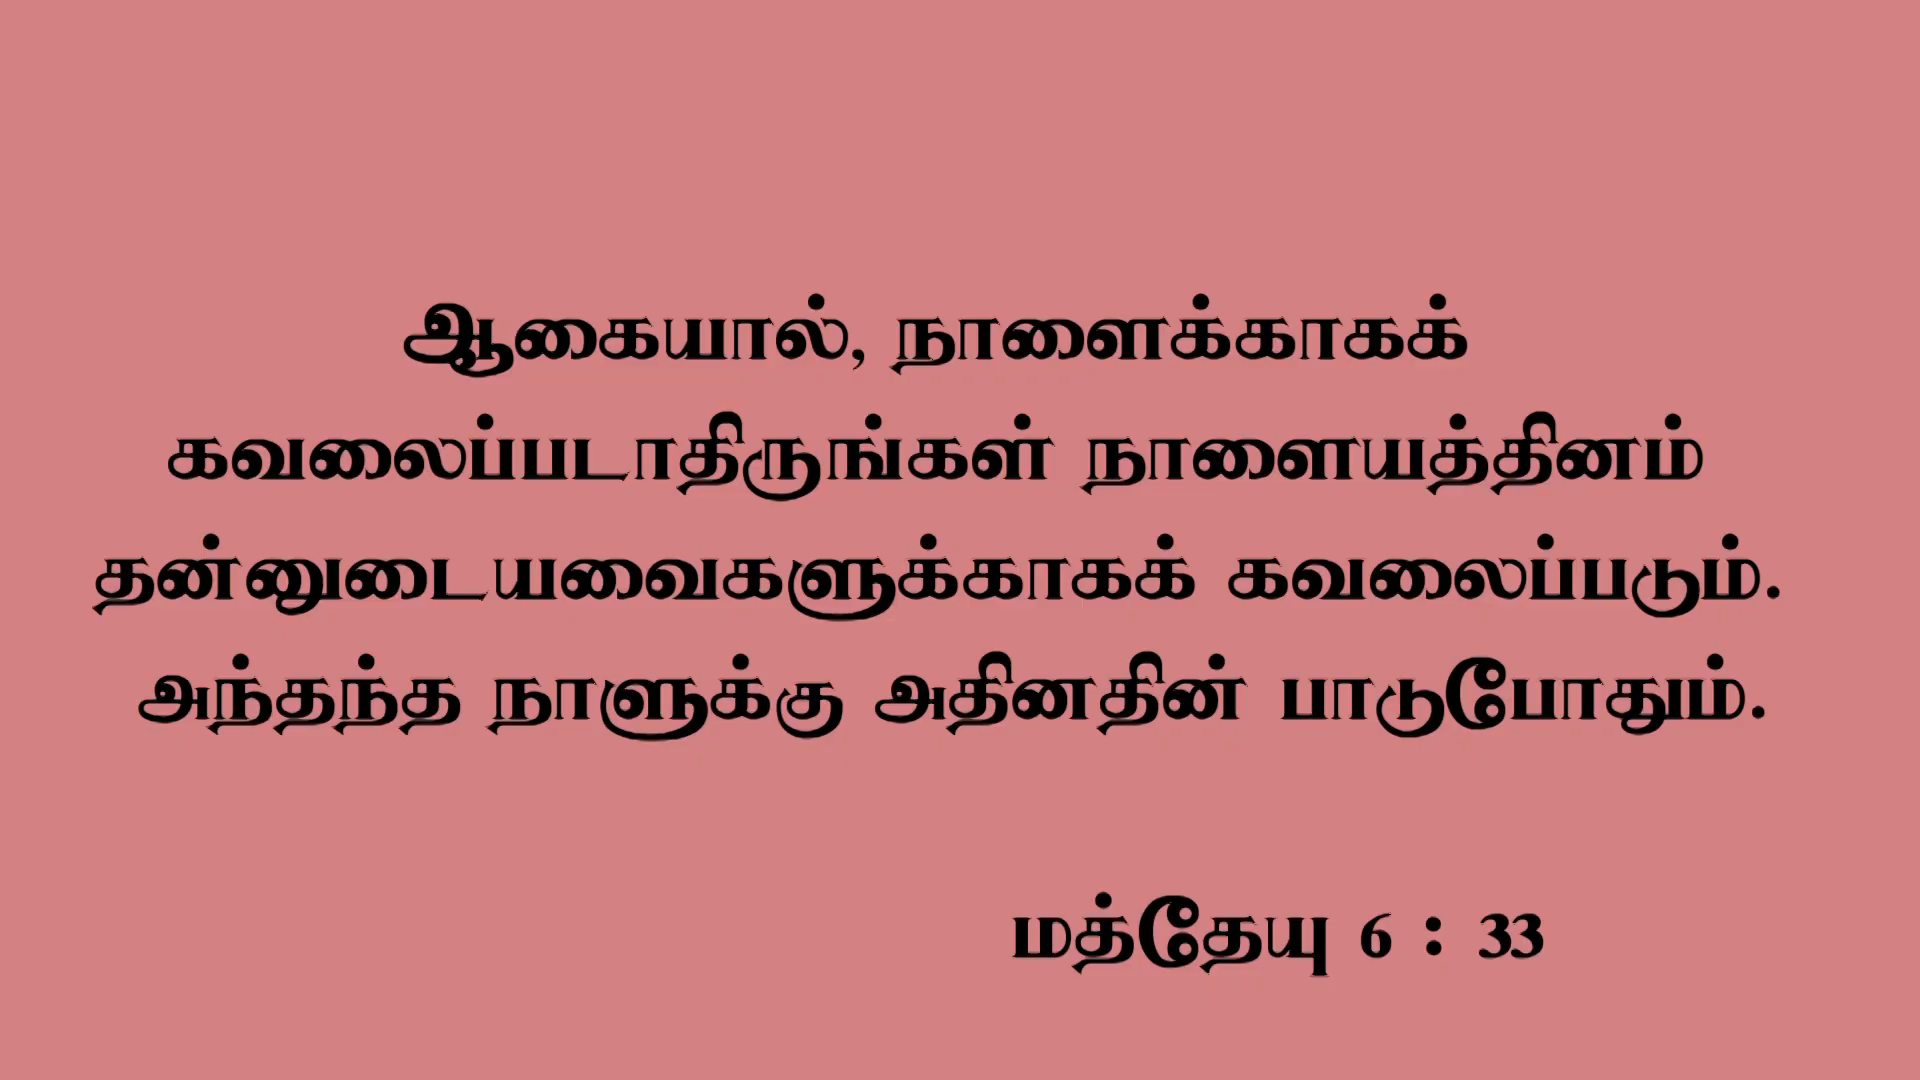 ஆகையால், நாளைக்காகக்
கவலைப்படாதிருங்கள் நாளையத்தினம்
தன்னுடையவைகளுக்காகக் கவலைப்படும்.
அந்தந்த நாளுக்கு அதினதின் பாடுபோதும்.
மத்தேயு 6 : 33